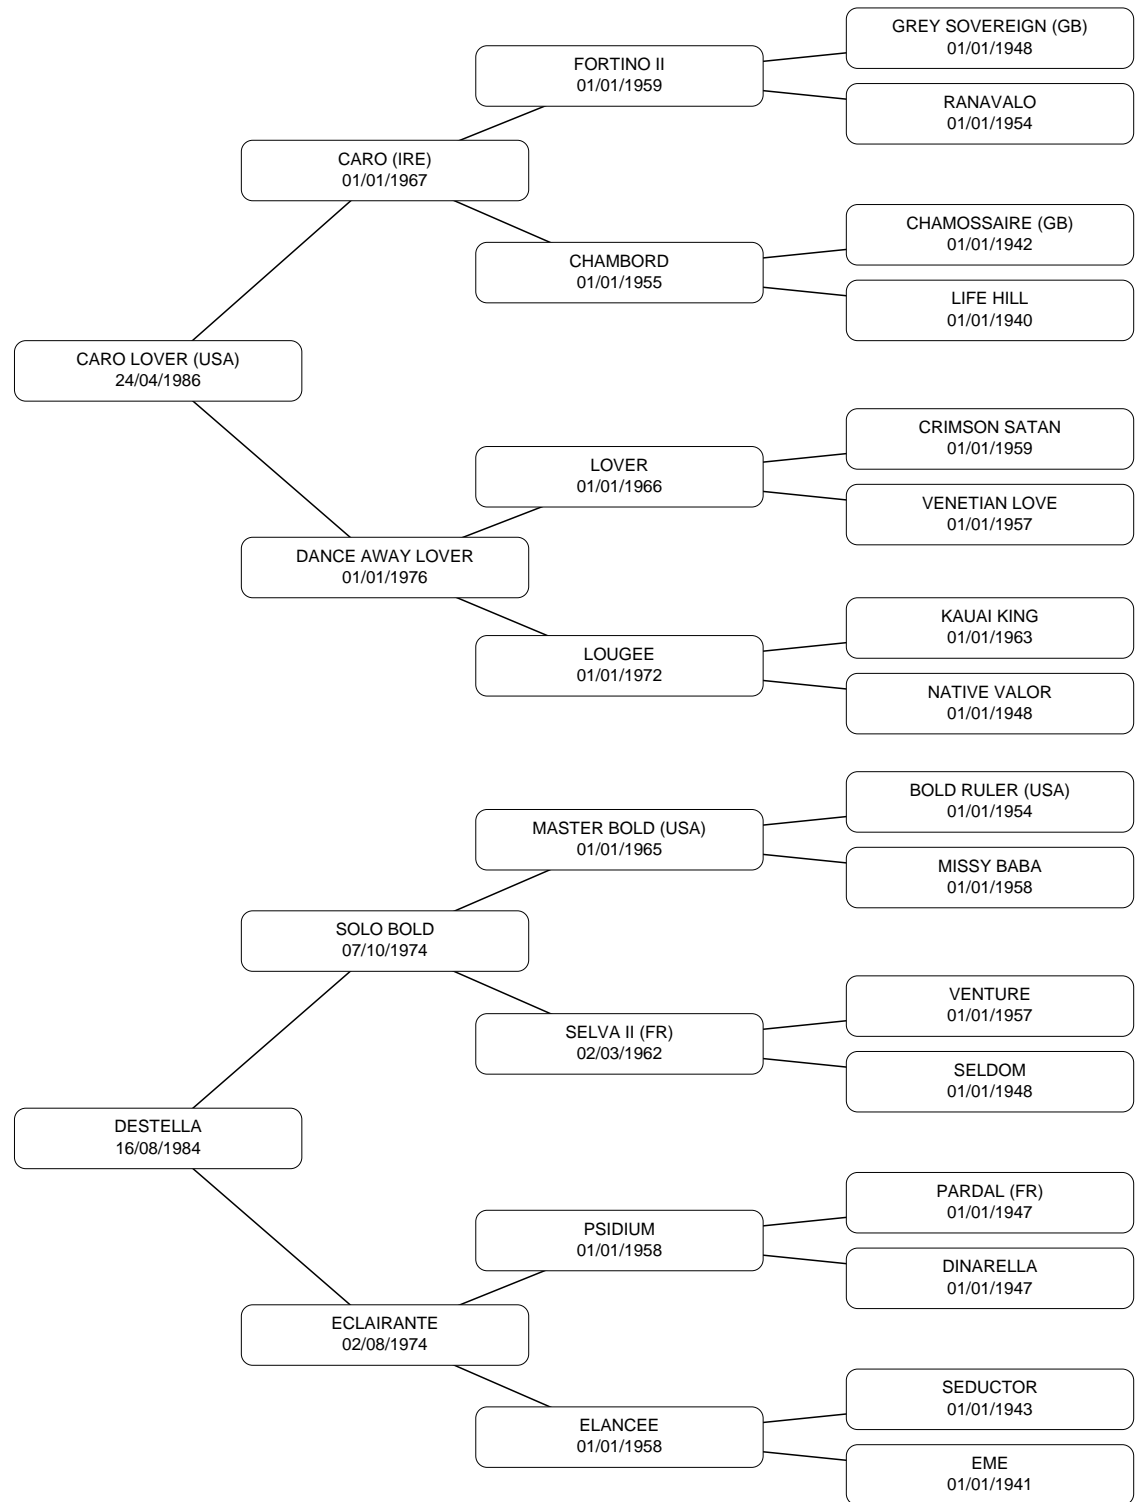 GREY SOVEREIGN (GB)
01/01/1948
FORTINO II
01/01/1959
RANAVALO
01/01/1954
CARO (IRE)
01/01/1967
CHAMOSSAIRE (GB)
01/01/1942
CHAMBORD
01/01/1955
LIFE HILL
01/01/1940
CARO LOVER (USA)
24/04/1986
CRIMSON SATAN
01/01/1959
LOVER
01/01/1966
VENETIAN LOVE
01/01/1957
DANCE AWAY LOVER
01/01/1976
KAUAI KING
01/01/1963
LOUGEE
01/01/1972
NATIVE VALOR
01/01/1948
BOLD RULER (USA)
01/01/1954
MASTER BOLD (USA)
01/01/1965
MISSY BABA
01/01/1958
SOLO BOLD
07/10/1974
VENTURE
01/01/1957
SELVA II (FR)
02/03/1962
SELDOM
01/01/1948
DESTELLA
16/08/1984
PARDAL (FR)
01/01/1947
PSIDIUM
01/01/1958
DINARELLA
01/01/1947
ECLAIRANTE
02/08/1974
SEDUCTOR
01/01/1943
ELANCEE
01/01/1958
EME
01/01/1941